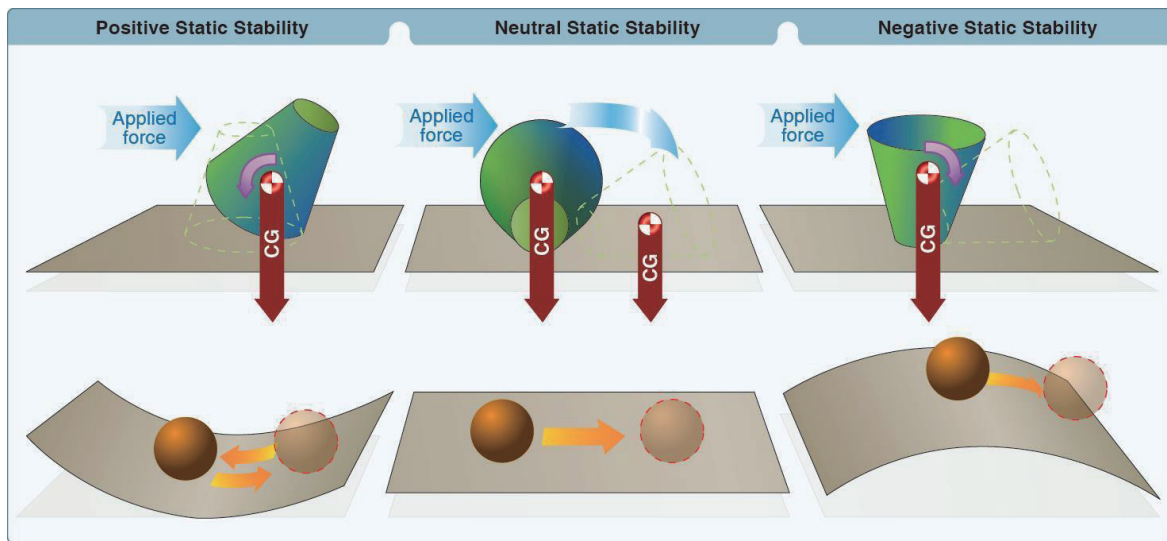 Positive Static Stability
Neutral Static Stability
Negative Static Stability
Applied
force
Applied
force
Applied
force
CG
CG
CG
CG